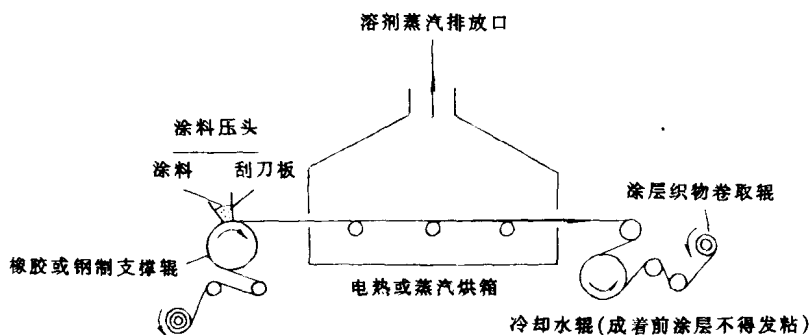 溶剂蒸汽排放口
涂料压头
涂料 刮刀板
涂层织物卷取辊
橡胶或钢制支撑辊
电热或蒸汽烘箱
冷却水辊(成着前涂层不得发粘)